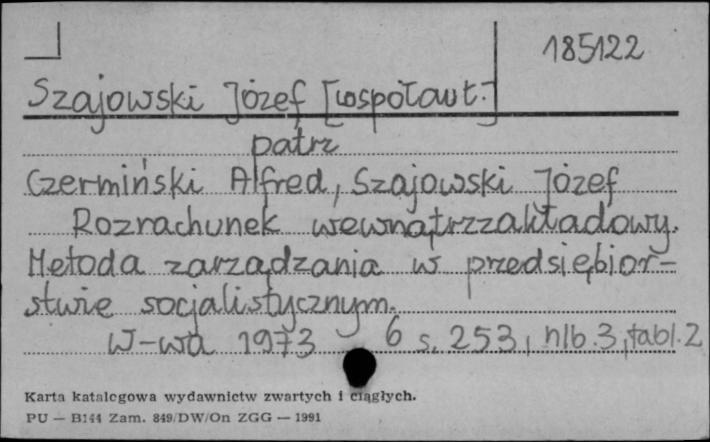 185122
Szajowski Józef [współaut.]
patrz
Czermiński Alfred, Szajowski Józef
Rozrachunek wewnątrzzakładowy.
Metoda zarządzania w przedsiębior-
stwie socjalistycznym.
W-wa 1973 6 s. 253, nlb. 3, tabl. 2
Karta katalogowa wydawnictw zwartych i ciągłych.
PU — B144 Zam. 849/DW/On ZGG — 1991